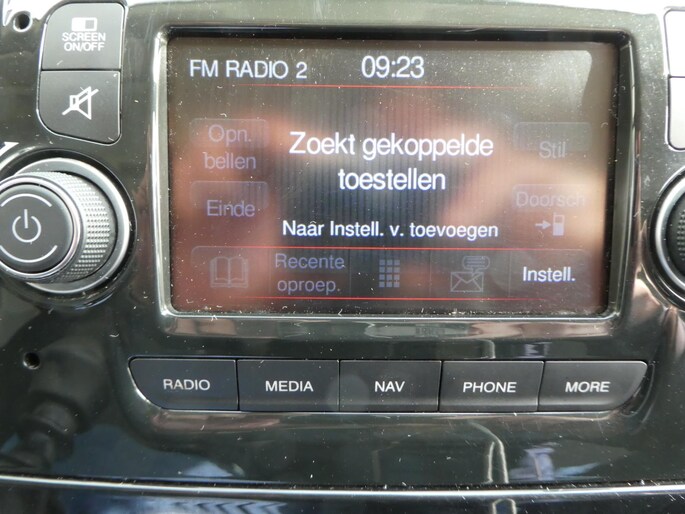 SCREEN
ON/OFF
FM RADIO 2 09:23
Opn.
bellen
Zoekt gekoppelde
toestellen
Stil
Einde
Doorsch
Naar Instell. v. toevoegen
Recente
oproep.
Instell.
RADIO MEDIA NAV PHONE MORE